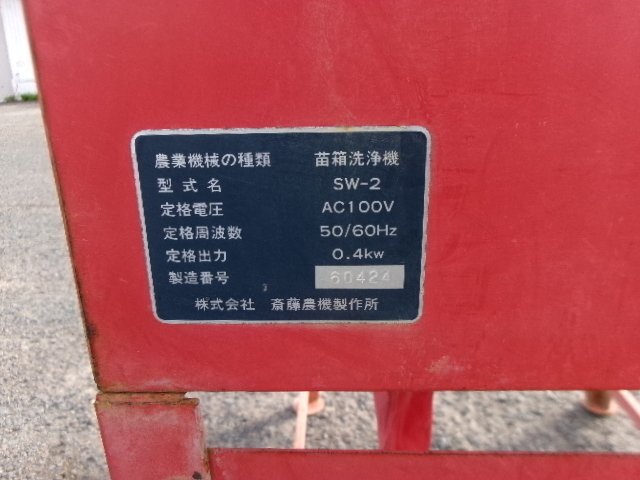 農業機械の種類 苗箱洗浄機
型式名 SW-2
定格電圧 AC100V
定格周波数 50/60Hz
定格出力 0.4kw
製造番号 60424
株式会社 斎藤農機製作所